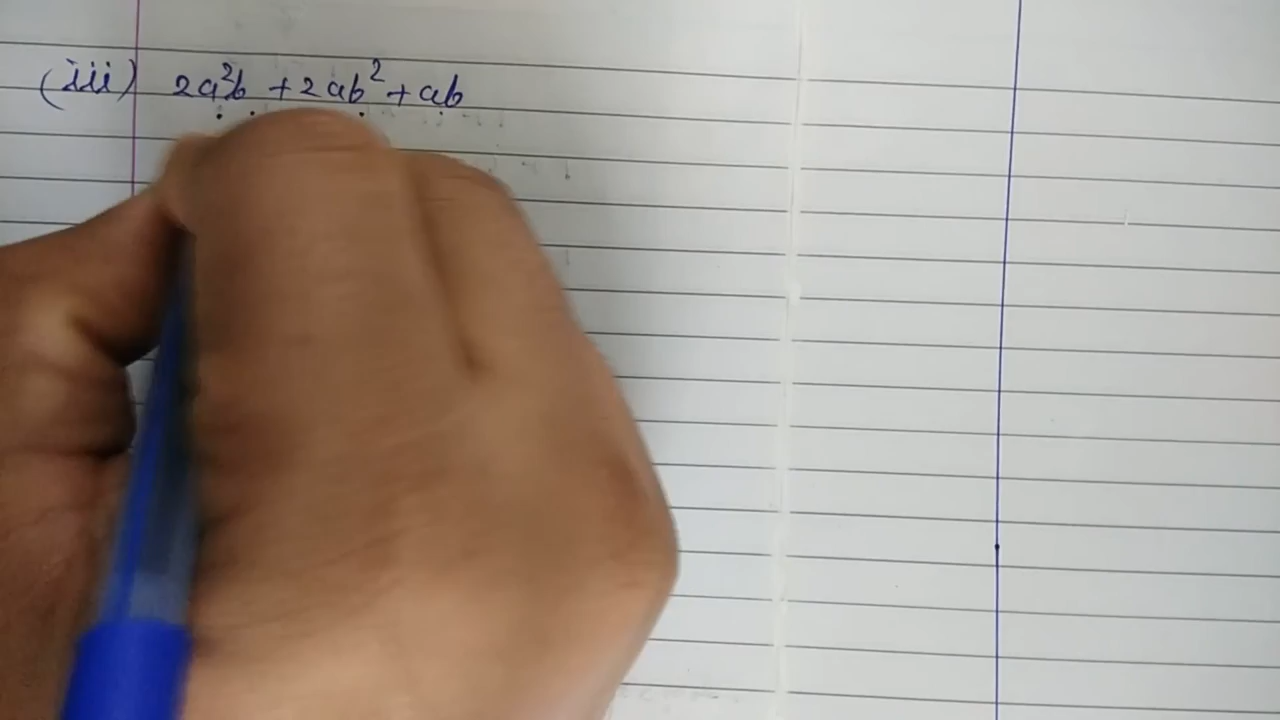 (iii) 2a²b + 2ab² + ab